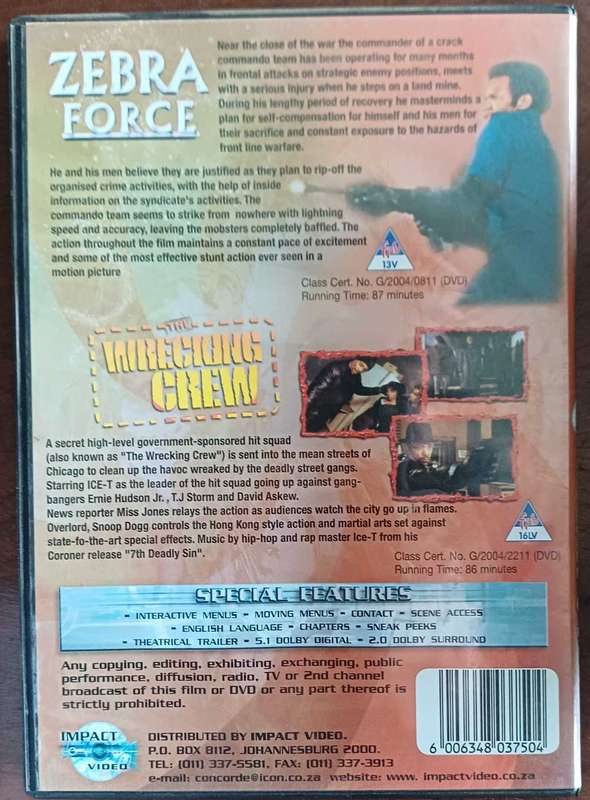 ZEBRA
FORCE
Near the close of the war the commander of a crack
commando team has been operating for many months
in frontal attacks on strategic enemy positions, meets
with a serious injury when he steps on a land mine.
During his lengthy period of recovery he masterminds a
plan for self-compensation for himself and his men for
their sacrifice and constant exposure to the hazards of
front line warfare.
He and his men believe they are justified as they plan to rip-off the
organised crime activities, with the help of inside
information on the syndicate's activities. The
commando team seems to strike from nowhere with lightning
speed and accuracy, leaving the mobsters completely baffled. The
action throughout the film maintains a constant pace of excitement
and some of the most effective stunt action ever seen in a
motion picture
13V
Class Cert. No. G/2004/0811 (DVD)
Running Time: 87 minutes
THE
WRECKING
CREW
A secret high-level government-sponsored hit squad
(also known as "The Wrecking Crew") is sent into the mean streets of
Chicago to clean up the havoc wreaked by the deadly street gangs.
Starring ICE-T as the leader of the hit squad going up against gang-
bangers Ernie Hudson Jr., T.J Storm and David Askew.
News reporter Miss Jones relays the action as audiences watch the city go up in flames.
Overlord, Snoop Dogg controls the Hong Kong style action and martial arts set against
state-fo-the-art special effects. Music by hip-hop and rap master Ice-T from his
Coroner release "7th Deadly Sin".
16LV
Class Cert. No. G/2004/2211 (DVD)
Running Time: 86 minutes
SPECIAL FEATURES
- INTERACTIVE MENUS - MOVING MENUS - CONTACT - SCENE ACCESS
- ENGLISH LANGUAGE - CHAPTERS - SNEAK PEEKS
- THEATRICAL TRAILER - 5.1 DOLBY DIGITAL - 2.0 DOLBY SURROUND
Any copying, editing, exhibiting, exchanging, public
performance, diffusion, radio, TV or 2nd channel
broadcast of this film or DVD or any part thereof is
strictly prohibited.
IMPACT
VIDEO
DISTRIBUTED BY IMPACT VIDEO.
P.O. BOX 8112, JOHANNESBURG 2000.
TEL: (011) 337-5581, FAX: (011) 337-3913
e-mail: concorde@icon.co.za website: www.impactvideo.co.za
6 006348 037504